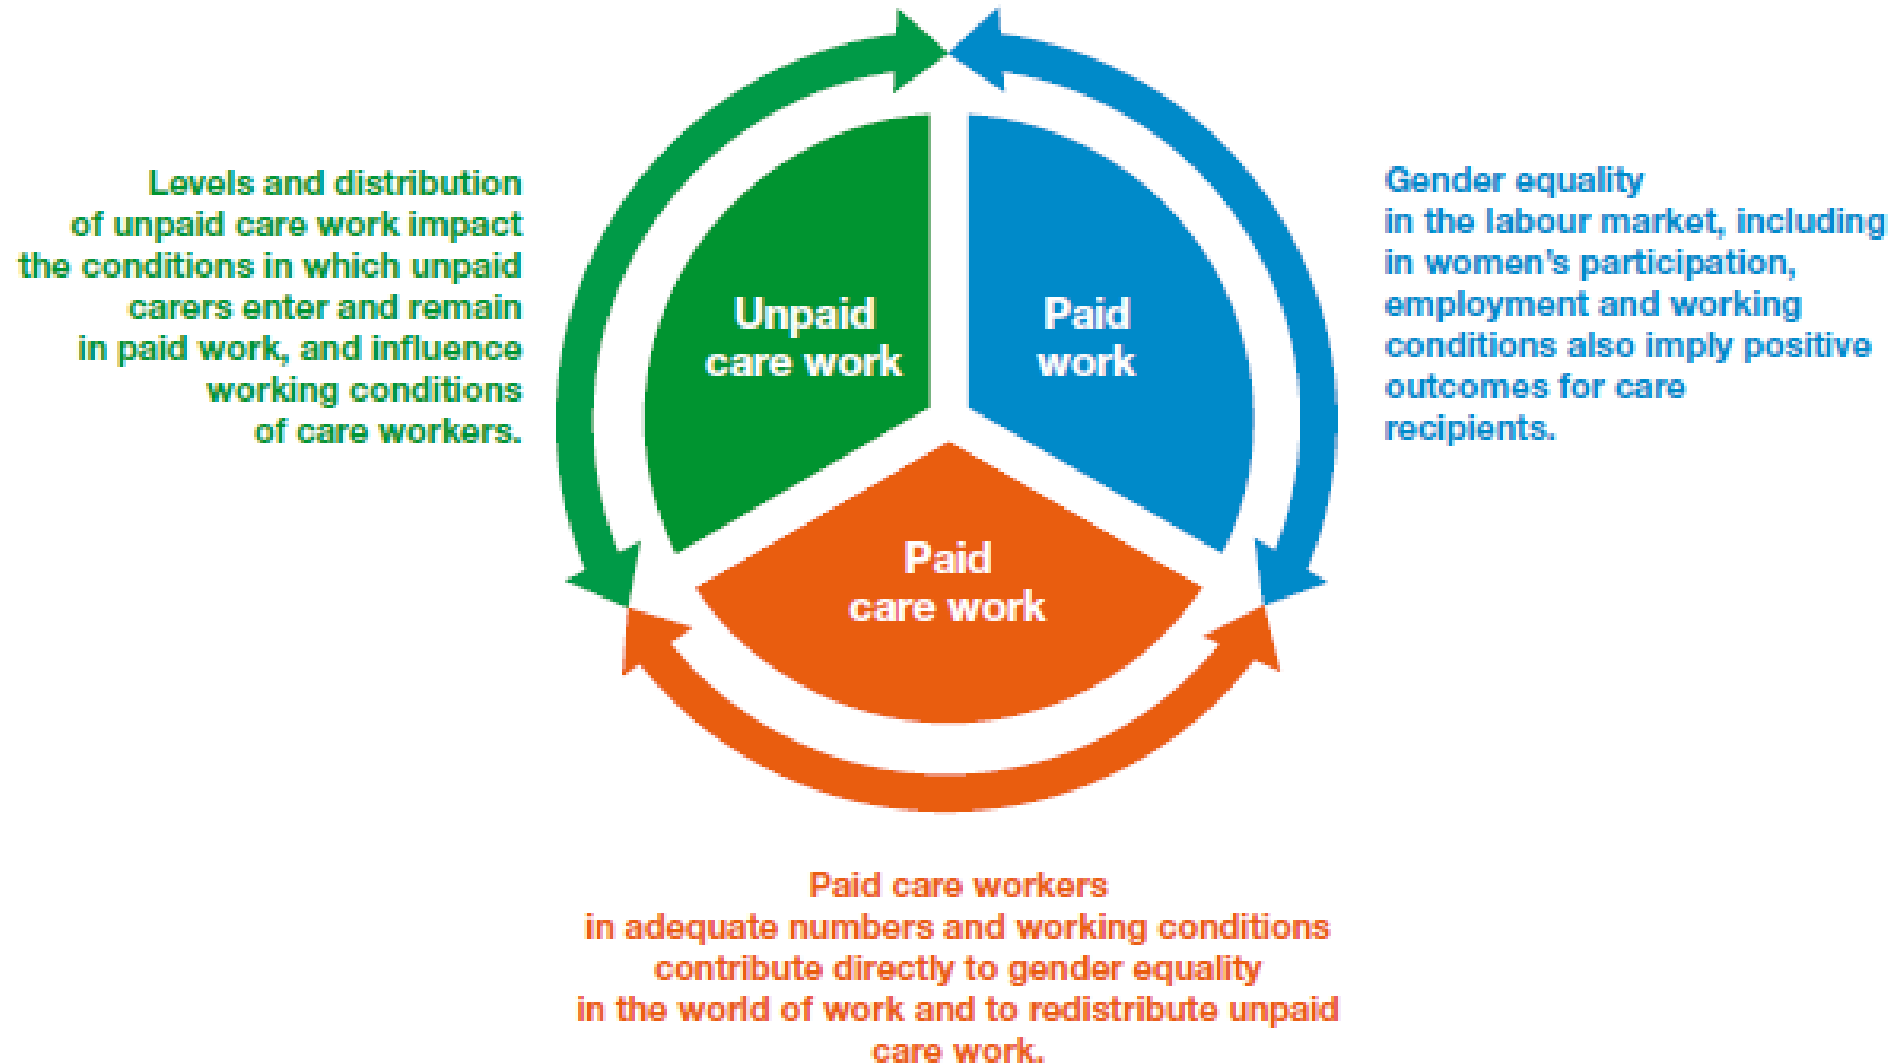 Levels and distribution
of unpaid care work impact
the conditions in which unpaid
carers enter and remain
in paid work, and influence
working conditions
of care workers.
Unpaid
care work
Paid
work
Gender equality
in the labour market, including
in women's participation,
employment and working
conditions also imply positive
outcomes for care
recipients.
Paid
care work
Paid care workers
in adequate numbers and working conditions
contribute directly to gender equality
in the world of work and to redistribute unpaid
care work.